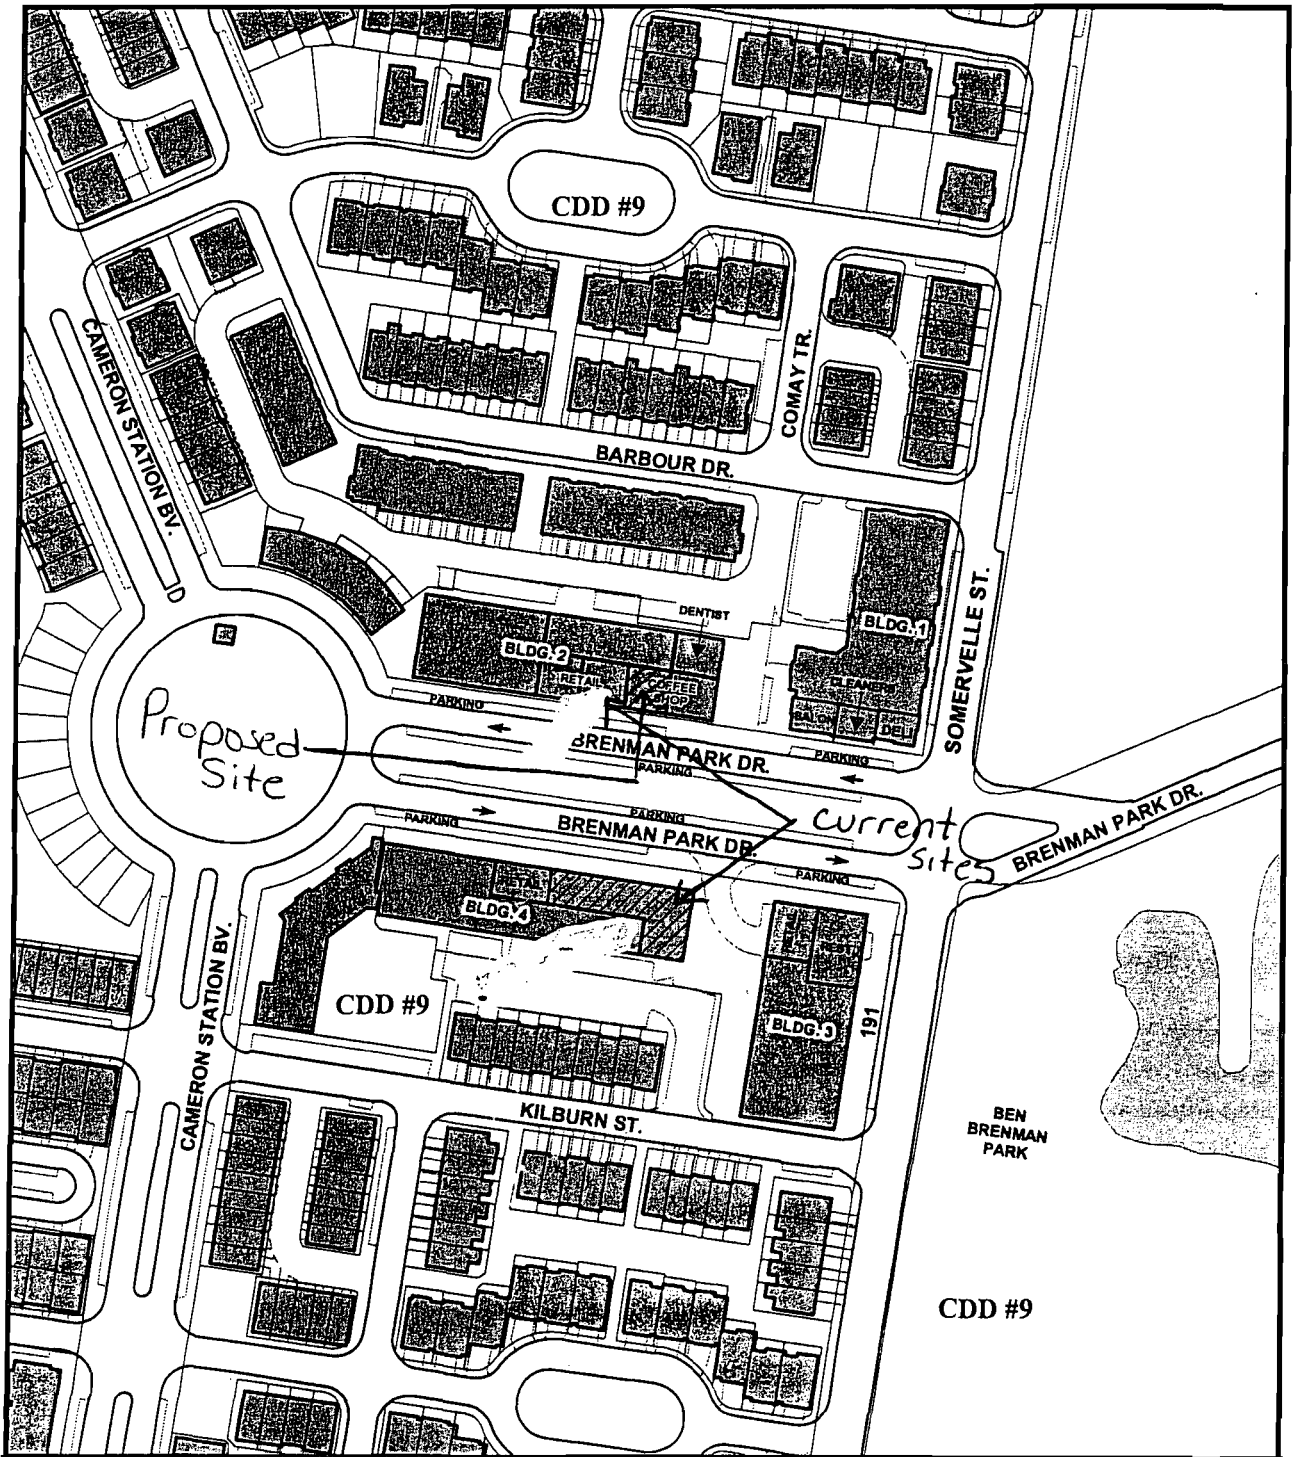 CDD #9
CAMERON STATION BV.
COMAY TR.
BARBOUR DR.
DENTIST
BLDG. 1
BLDG. 2
SOMERVELLE ST.
RETAIL
COFFEE
SHOP
CLEANERS
SALON
DELI
PARKING
BRENMAN PARK DR.
PARKING
PARKING
Proposed
Site
PARKING
PARKING
BRENMAN PARK DR.
PARKING
current
sites
BRENMAN PARK DR.
RETAIL
BLDG. 4
RETAIL
REST.
CAMERON STATION BV.
CDD #9
BLDG. 3
191
KILBURN ST.
BEN
BRENMAN
PARK
CDD #9